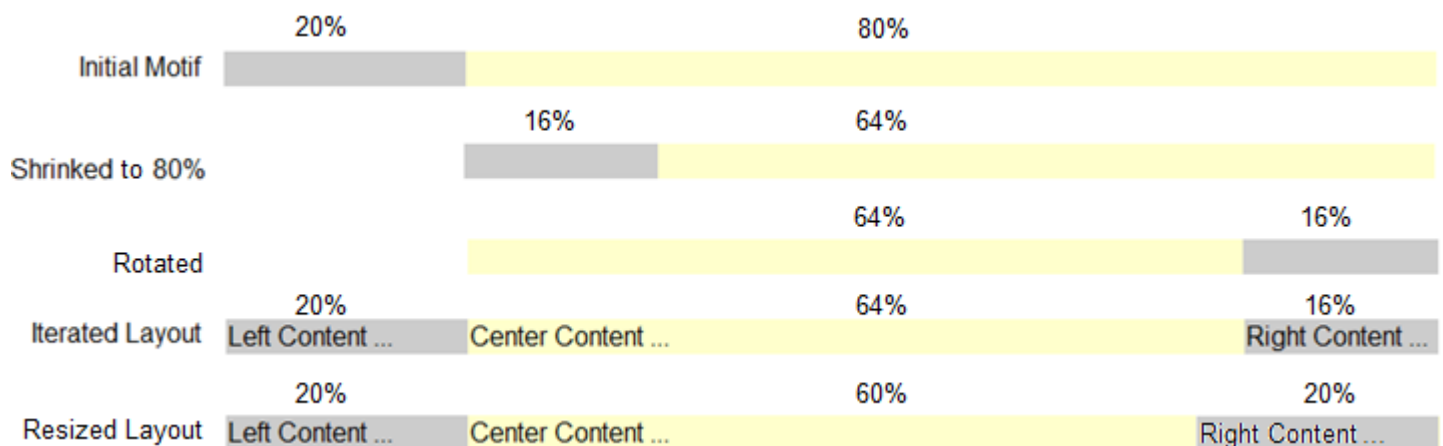 20% 80%
Initial Motif
16% 64%
Shrinked to 80%
64% 16%
Rotated
20% 64% 16%
Iterated Layout Left Content ... Center Content ... Right Content ...
20% 60% 20%
Resized Layout Left Content ... Center Content ... Right Content ...